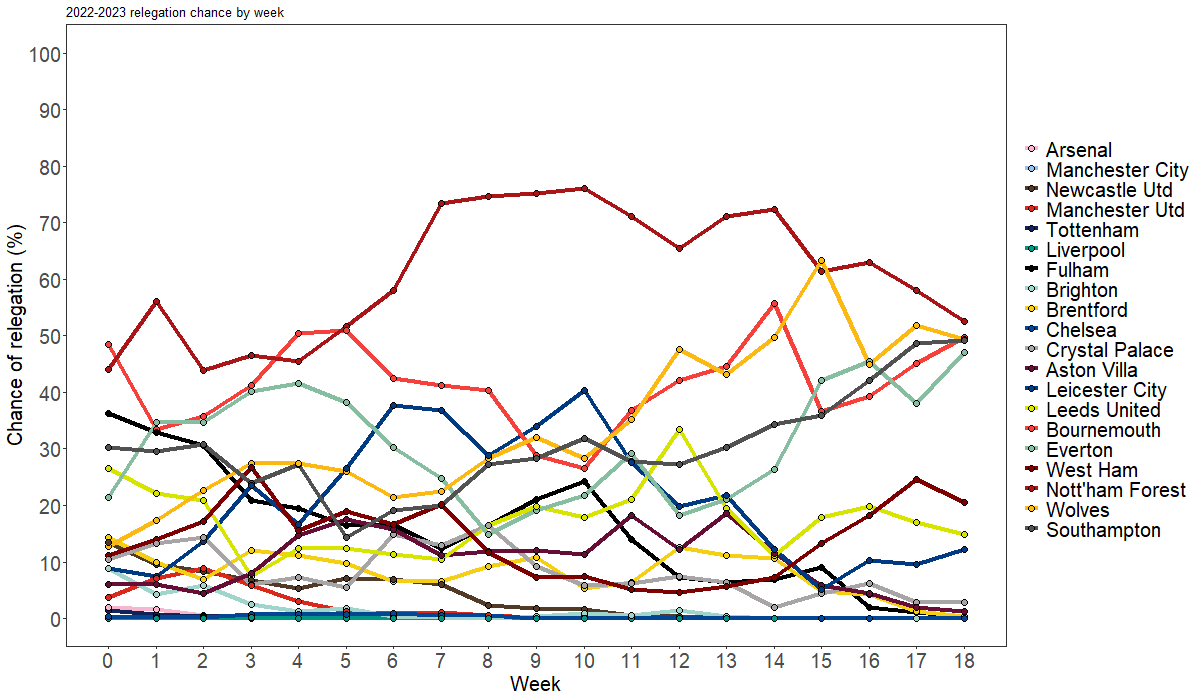 2022-2023 relegation chance by week
Chance of relegation (%)
100
90
80
70
60
50
40
30
20
10
0
0 1 2 3 4 5 6 7 8 9 10 11 12 13 14 15 16 17 18
Week
Arsenal
Manchester City
Newcastle Utd
Manchester Utd
Tottenham
Liverpool
Fulham
Brighton
Brentford
Chelsea
Crystal Palace
Aston Villa
Leicester City
Leeds United
Bournemouth
Everton
West Ham
Nott'ham Forest
Wolves
Southampton